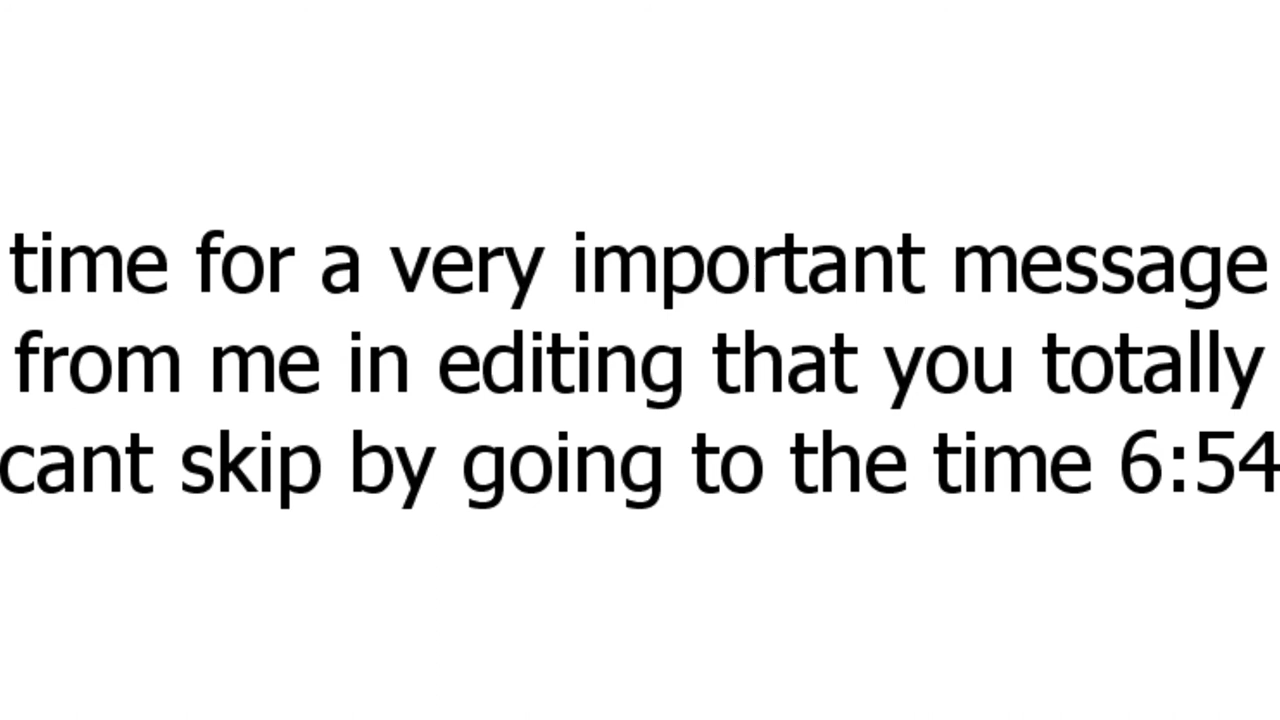 time for a very important message
from me in editing that you totally
cant skip by going to the time 6:54